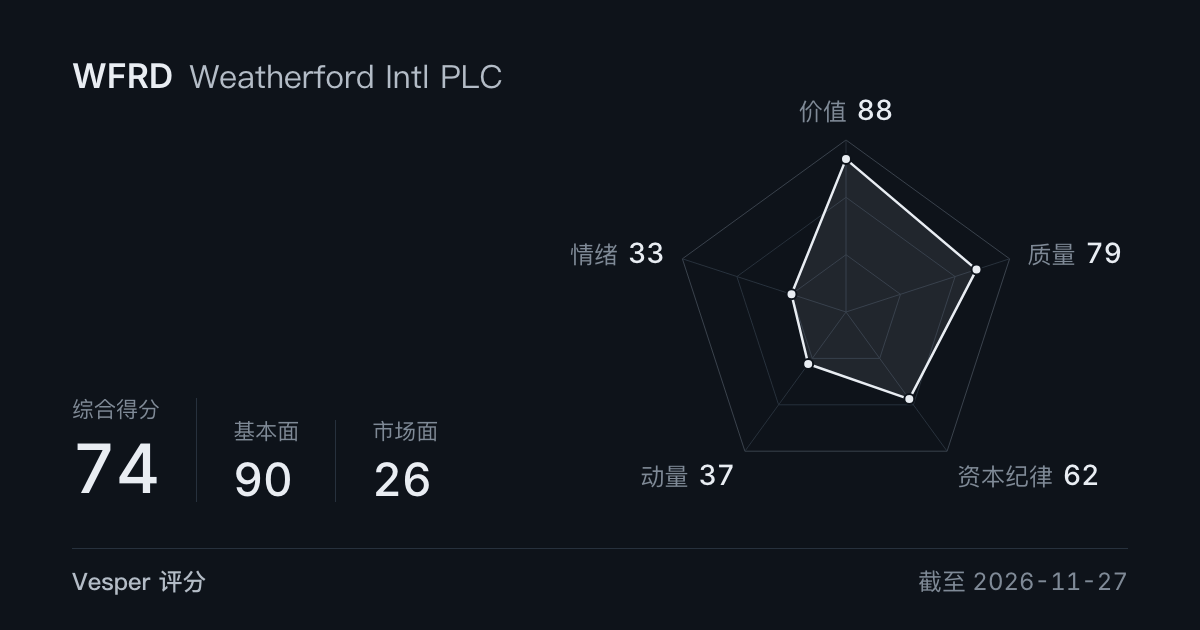 WFRD Weatherford Intl PLC
价值 88
情绪 33
质量 79
动量 37
资本纪律 62
综合得分
74
基本面
90
市场面
26
Vesper 评分
截至 2026-11-27